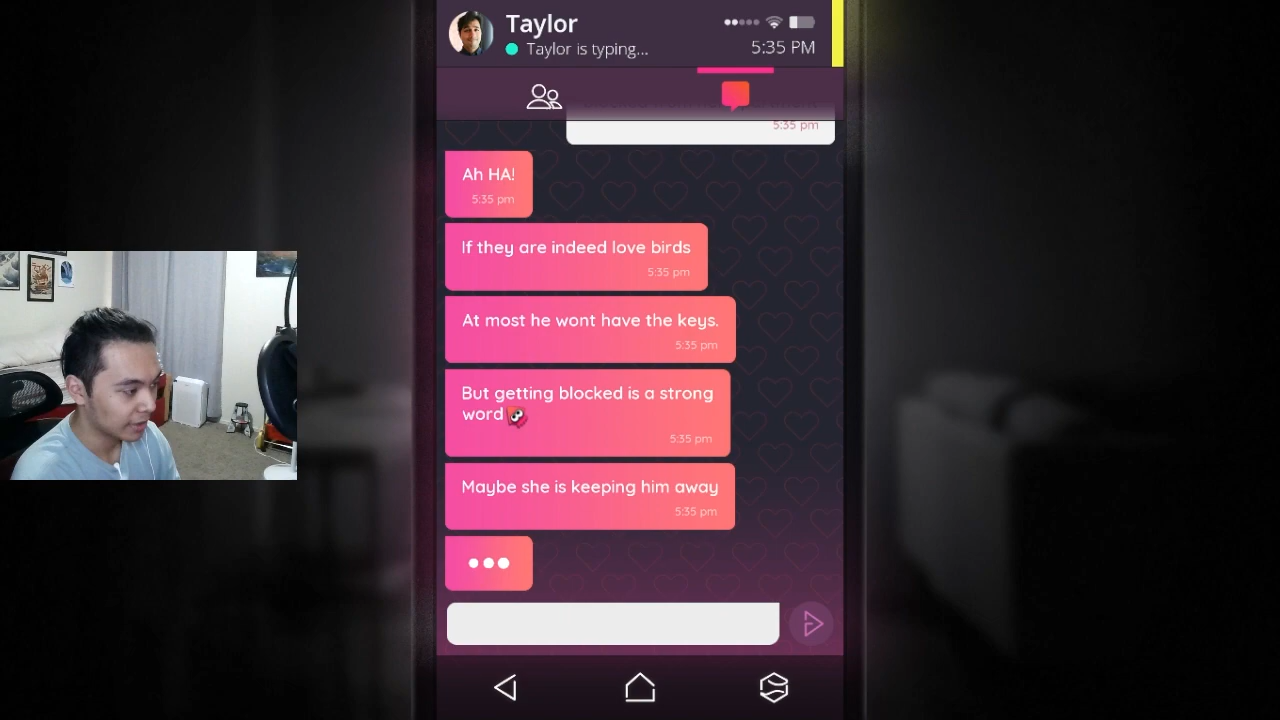 Taylor
Taylor is typing...
5:35 PM
5:35 pm
Ah HA!
5:35 pm
If they are indeed love birds
5:35 pm
At most he wont have the keys.
5:35 pm
But getting blocked is a strong
word
5:35 pm
Maybe she is keeping him away
5:35 pm